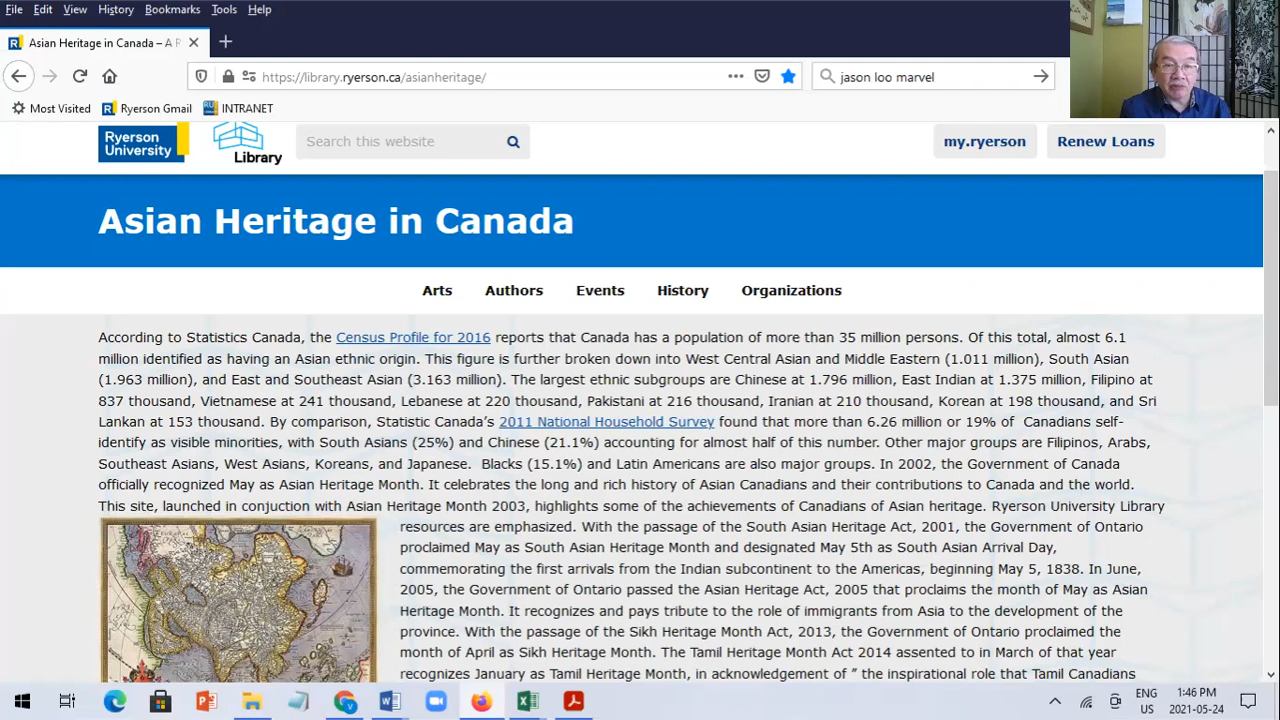 File Edit View History Bookmarks Tools Help
Asian Heritage in Canada – A R
https://library.ryerson.ca/asianheritage/
jason loo marvel
Most Visited Ryerson Gmail INTRANET
Ryerson University
Library
Search this website
my.ryerson Renew Loans
Asian Heritage in Canada
Arts Authors Events History Organizations
According to Statistics Canada, the Census Profile for 2016 reports that Canada has a population of more than 35 million persons. Of this total, almost 6.1
million identified as having an Asian ethnic origin. This figure is further broken down into West Central Asian and Middle Eastern (1.011 million), South Asian
(1.963 million), and East and Southeast Asian (3.163 million). The largest ethnic subgroups are Chinese at 1.796 million, East Indian at 1.375 million, Filipino at
837 thousand, Vietnamese at 241 thousand, Lebanese at 220 thousand, Pakistani at 216 thousand, Iranian at 210 thousand, Korean at 198 thousand, and Sri
Lankan at 153 thousand. By comparison, Statistic Canada's 2011 National Household Survey found that more than 6.26 million or 19% of Canadians self-
identify as visible minorities, with South Asians (25%) and Chinese (21.1%) accounting for almost half of this number. Other major groups are Filipinos, Arabs,
Southeast Asians, West Asians, Koreans, and Japanese. Blacks (15.1%) and Latin Americans are also major groups. In 2002, the Government of Canada
officially recognized May as Asian Heritage Month. It celebrates the long and rich history of Asian Canadians and their contributions to Canada and the world.
This site, launched in conjunction with Asian Heritage Month 2003, highlights some of the achievements of Canadians of Asian heritage. Ryerson University Library
resources are emphasized. With the passage of the South Asian Heritage Act, 2001, the Government of Ontario
proclaimed May as South Asian Heritage Month and designated May 5th as South Asian Arrival Day,
commemorating the first arrivals from the Indian subcontinent to the Americas, beginning May 5, 1838. In June,
2005, the Government of Ontario passed the Asian Heritage Act, 2005 that proclaims the month of May as Asian
Heritage Month. It recognizes and pays tribute to the role of immigrants from Asia to the development of the
province. With the passage of the Sikh Heritage Month Act, 2013, the Government of Ontario proclaimed the
month of April as Sikh Heritage Month. The Tamil Heritage Month Act 2014 assented to in March of that year
recognizes January as Tamil Heritage Month, in acknowledgement of " the inspirational role that Tamil Canadians
ENG
US
1:46 PM
2021-05-24